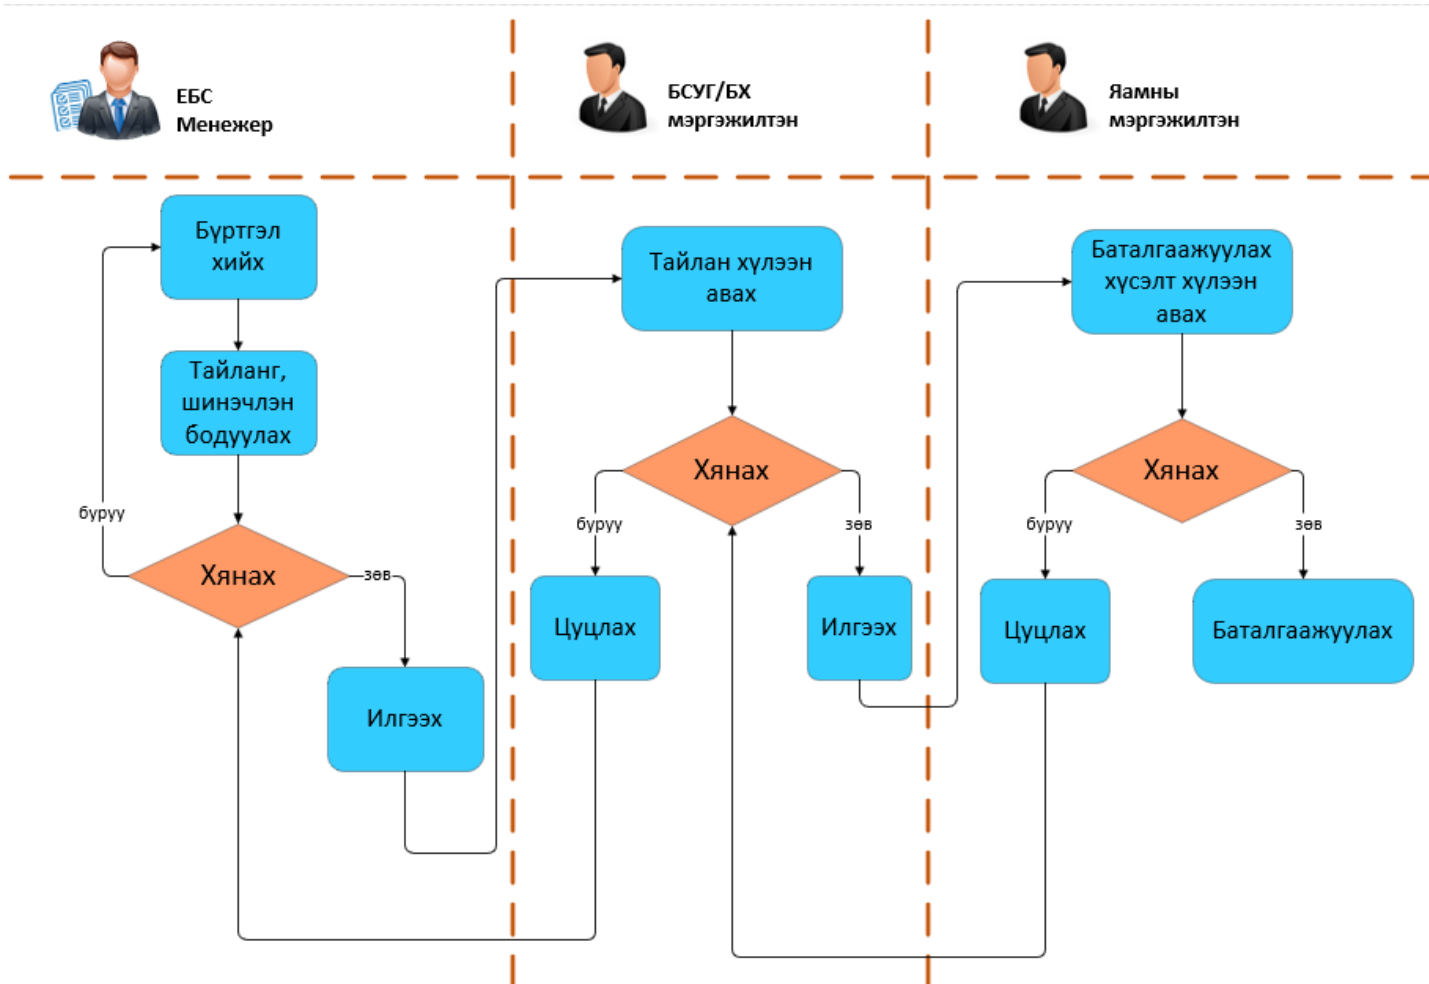 ЕБС
Менежер
БСУГ/БХ
мэргэжилтэн
Яамны
мэргэжилтэн
Бүртгэл
хийх
Тайланг,
шинэчлэн
бодуулах
буруу
Хянах
зөв
Илгээх
Тайлан хүлээн
авах
Хянах
буруу
зөв
Цуцлах
Илгээх
Баталгаажуулах
хүсэлт хүлээн
авах
Хянах
буруу
зөв
Цуцлах
Баталгаажуулах